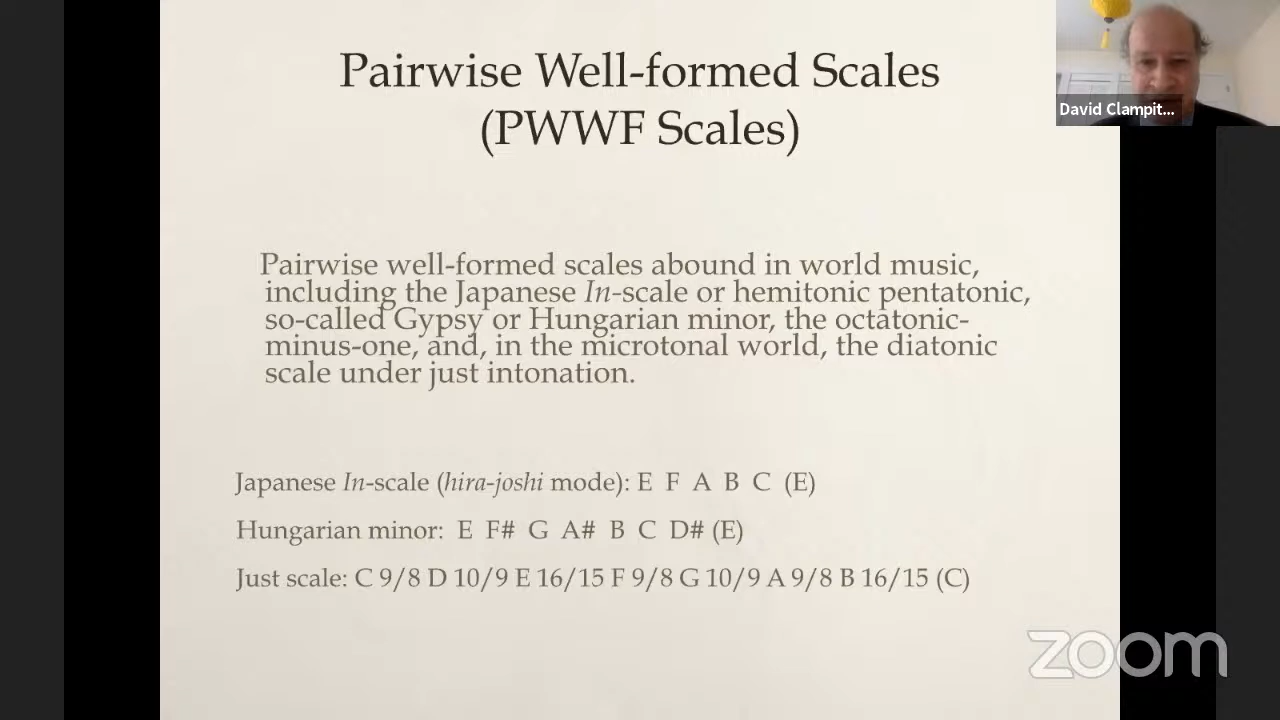 Pairwise Well-formed Scales
(PWWF Scales)
David Clampit...
Pairwise well-formed scales abound in world music,
including the Japanese In-scale or hemitonic pentatonic,
so-called Gypsy or Hungarian minor, the octatonic-
minus-one, and, in the microtonal world, the diatonic
scale under just intonation.
Japanese In-scale (hira-joshi mode): E F A B C (E)
Hungarian minor: E F# G A# B C D# (E)
Just scale: C 9/8 D 10/9 E 16/15 F 9/8 G 10/9 A 9/8 B 16/15 (C)
zoom